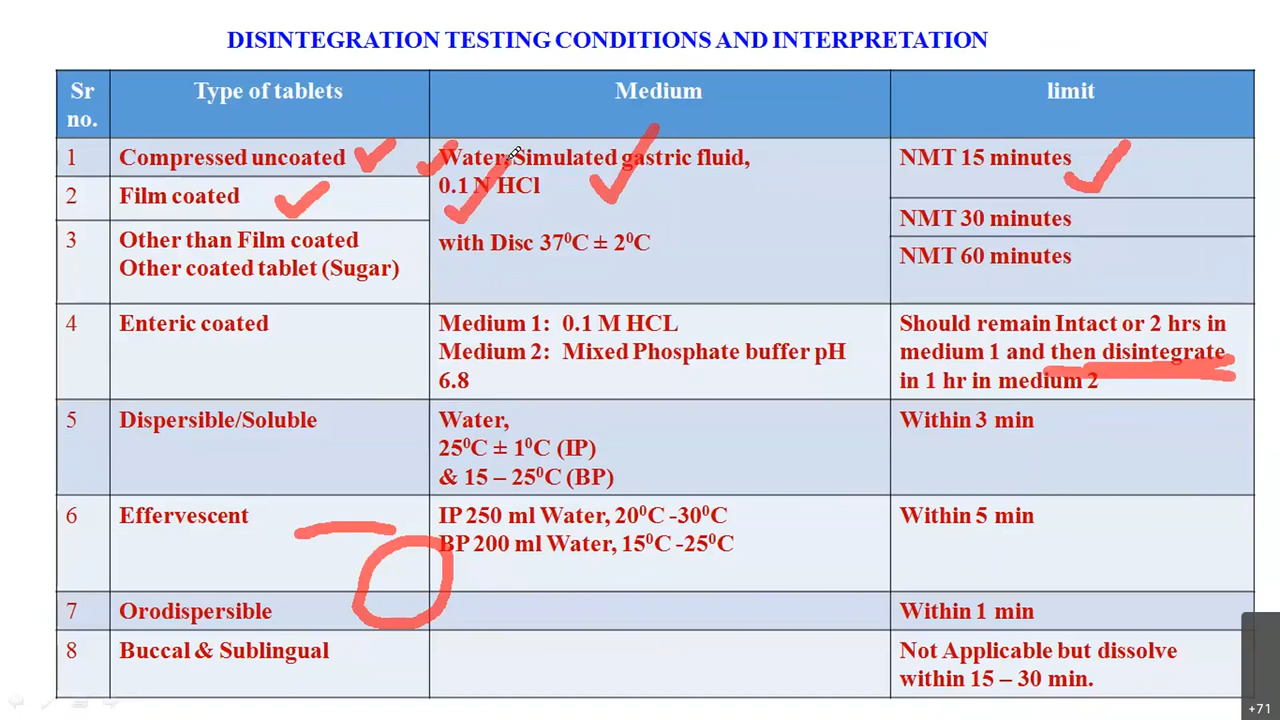 DISINTEGRATION TESTING CONDITIONS AND INTERPRETATION
Sr no. Type of tablets Medium limit
1 Compressed uncoated Water, Simulated gastric fluid, NMT 15 minutes
0.1 N HCl
2 Film coated NMT 30 minutes
3 Other than Film coated with Disc 37⁰C ± 2⁰C NMT 60 minutes
Other coated tablet (Sugar)
4 Enteric coated Medium 1: 0.1 M HCL Should remain Intact or 2 hrs in
Medium 2: Mixed Phosphate buffer pH medium 1 and then disintegrate
6.8 in 1 hr in medium 2
5 Dispersible/Soluble Water, Within 3 min
25⁰C ± 1⁰C (IP)
& 15 – 25⁰C (BP)
6 Effervescent IP 250 ml Water, 20⁰C -30⁰C Within 5 min
BP 200 ml Water, 15⁰C -25⁰C
7 Orodispersible Within 1 min
8 Buccal & Sublingual Not Applicable but dissolve
within 15 – 30 min.
+71